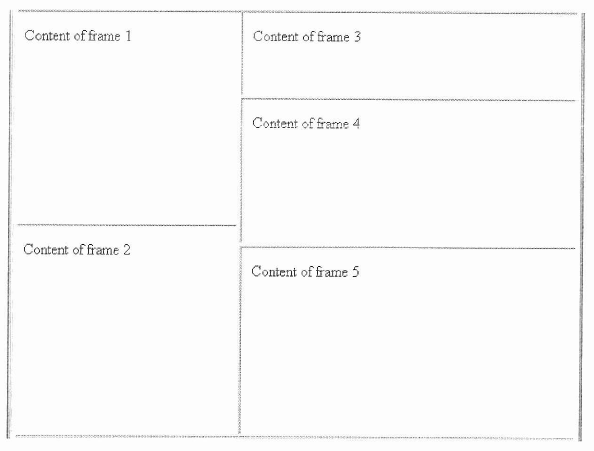 Content of frame 1
Content of frame 2
Content of frame 3
Content of frame 4
Content of frame 5